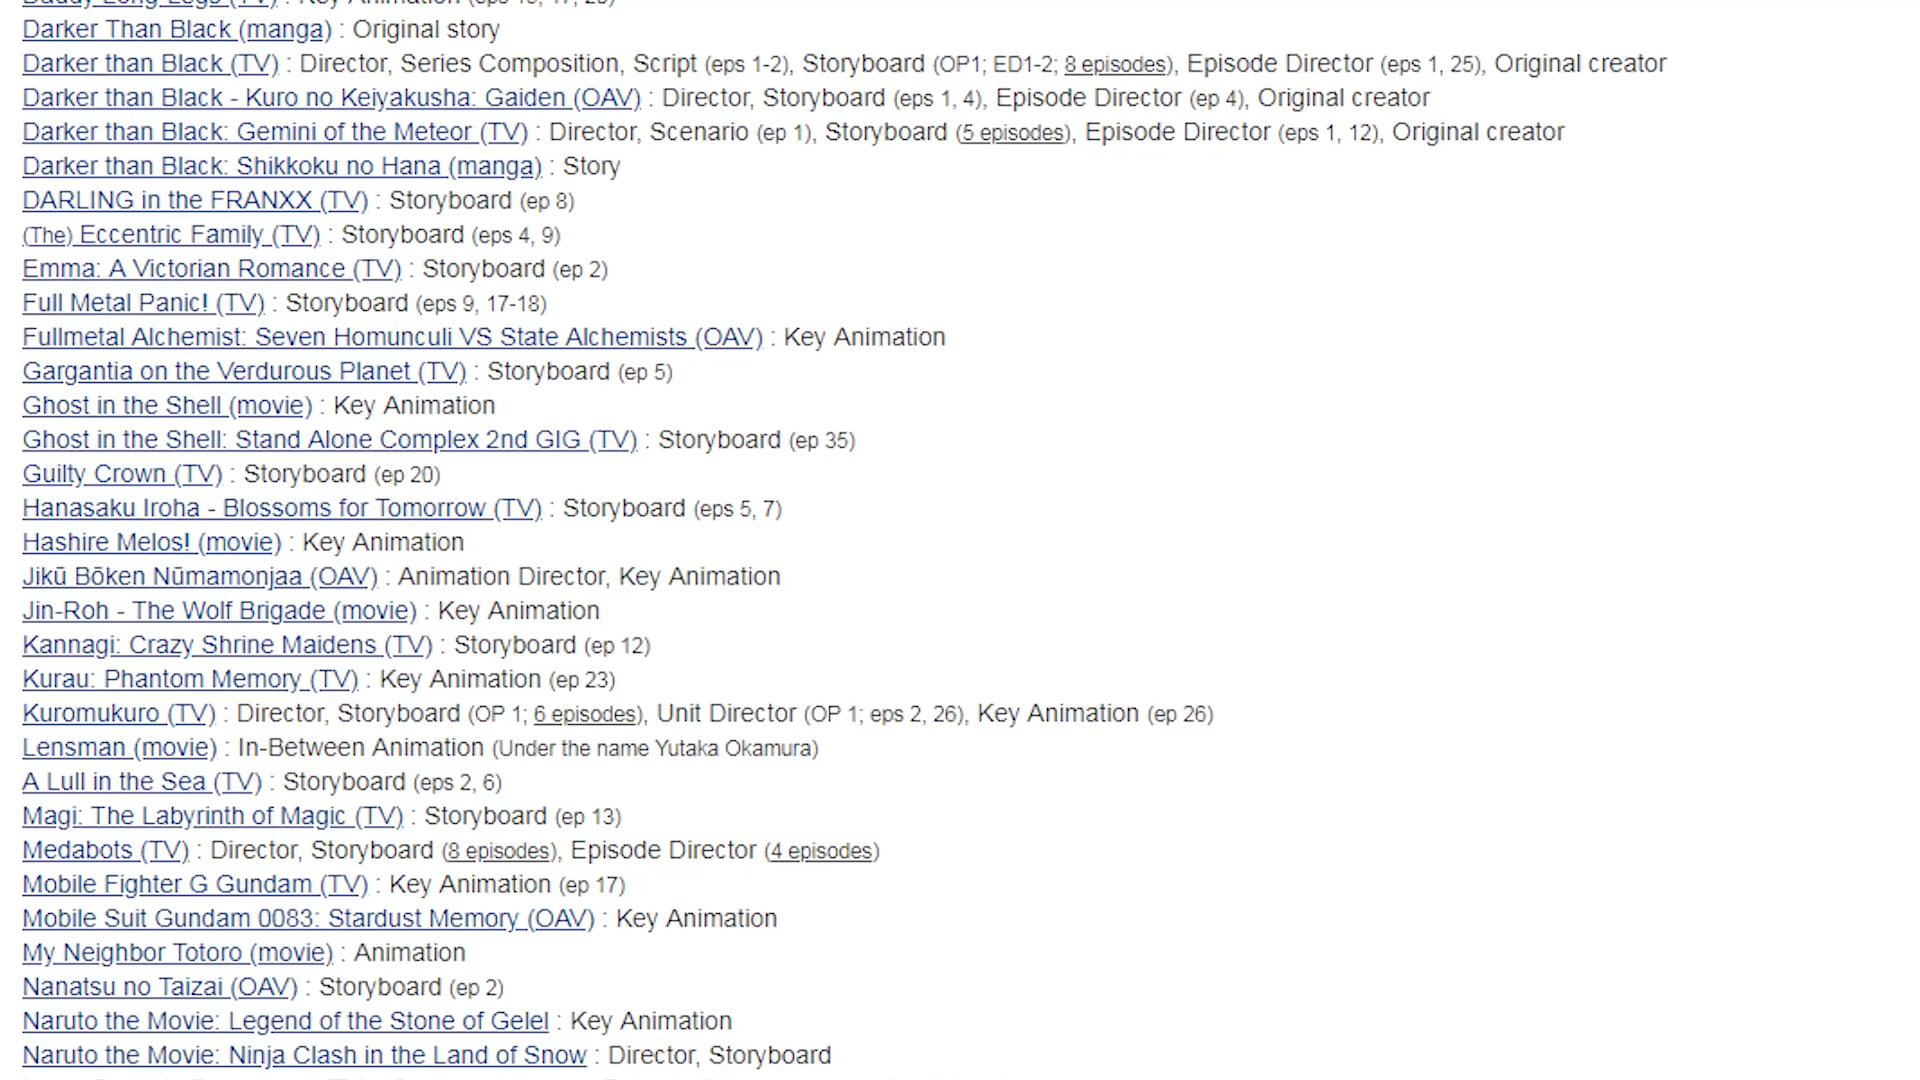 Daddy Long Legs (TV) : Key Animation (eps 15, 17, 20)
Darker Than Black (manga) : Original story
Darker than Black (TV) : Director, Series Composition, Script (eps 1-2), Storyboard (OP1; ED1-2; 8 episodes), Episode Director (eps 1, 25), Original creator
Darker than Black - Kuro no Keiyakusha: Gaiden (OAV) : Director, Storyboard (eps 1, 4), Episode Director (ep 4), Original creator
Darker than Black: Gemini of the Meteor (TV) : Director, Scenario (ep 1), Storyboard (5 episodes), Episode Director (eps 1, 12), Original creator
Darker than Black: Shikkoku no Hana (manga) : Story
DARLING in the FRANXX (TV) : Storyboard (ep 8)
(The) Eccentric Family (TV) : Storyboard (eps 4, 9)
Emma: A Victorian Romance (TV) : Storyboard (ep 2)
Full Metal Panic! (TV) : Storyboard (eps 9, 17-18)
Fullmetal Alchemist: Seven Homunculi VS State Alchemists (OAV) : Key Animation
Gargantia on the Verdurous Planet (TV) : Storyboard (ep 5)
Ghost in the Shell (movie) : Key Animation
Ghost in the Shell: Stand Alone Complex 2nd GIG (TV) : Storyboard (ep 35)
Guilty Crown (TV) : Storyboard (ep 20)
Hanasaku Iroha - Blossoms for Tomorrow (TV) : Storyboard (eps 5, 7)
Hashire Melos! (movie) : Key Animation
Jikū Bōken Nūmamonjaa (OAV) : Animation Director, Key Animation
Jin-Roh - The Wolf Brigade (movie) : Key Animation
Kannagi: Crazy Shrine Maidens (TV) : Storyboard (ep 12)
Kurau: Phantom Memory (TV) : Key Animation (ep 23)
Kuromukuro (TV) : Director, Storyboard (OP 1; 6 episodes), Unit Director (OP 1; eps 2, 26), Key Animation (ep 26)
Lensman (movie) : In-Between Animation (Under the name Yutaka Okamura)
A Lull in the Sea (TV) : Storyboard (eps 2, 6)
Magi: The Labyrinth of Magic (TV) : Storyboard (ep 13)
Medabots (TV) : Director, Storyboard (8 episodes), Episode Director (4 episodes)
Mobile Fighter G Gundam (TV) : Key Animation (ep 17)
Mobile Suit Gundam 0083: Stardust Memory (OAV) : Key Animation
My Neighbor Totoro (movie) : Animation
Nanatsu no Taizai (OAV) : Storyboard (ep 2)
Naruto the Movie: Legend of the Stone of Gelel : Key Animation
Naruto the Movie: Ninja Clash in the Land of Snow : Director, Storyboard